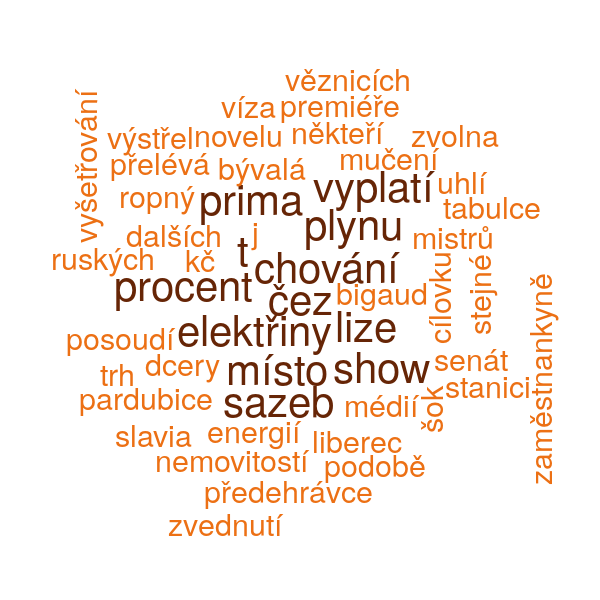 věznicích
víza premiéře
výstřel novelu někteří zvolna
vyšetřování
přelévá bývalá mučení
ropný prima vyplatí uhlí
tabulce
dalších j plynu mistrů
ruských kč t chování
procent čez bigaud cílovku stejné
posoudí elektřiny lize
trh dcery místo show senát
zaměstnankyně
pardubice sazeb médií šok stanici
slavia energií liberec
nemovitostí podobě
předehrávce
zvednutí